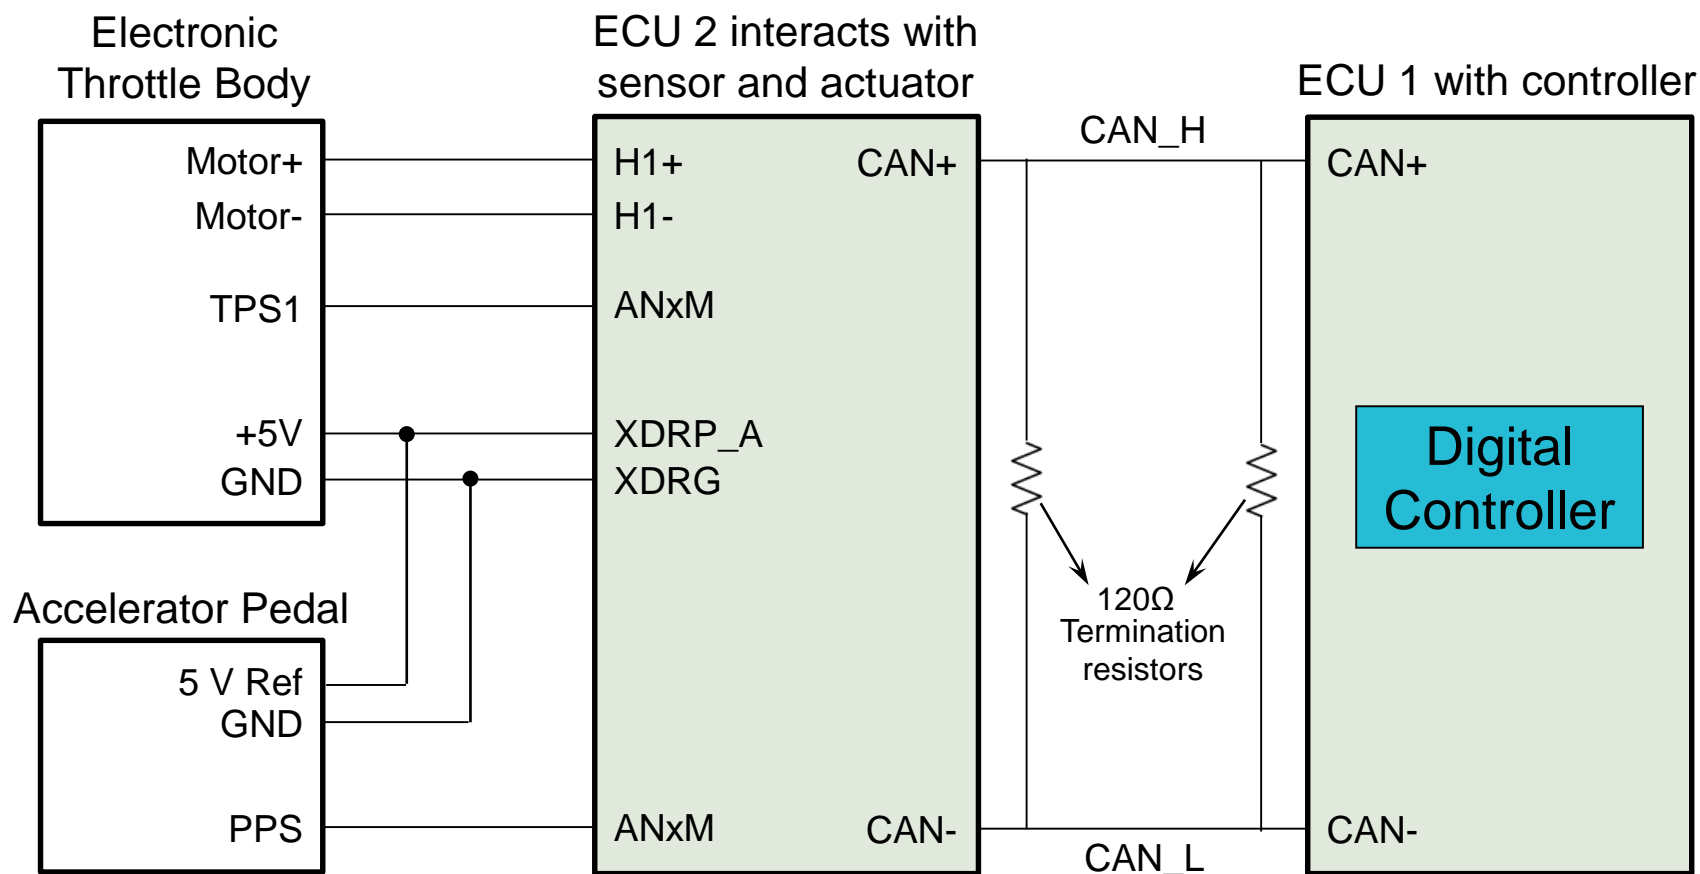 Electronic
Throttle Body
Motor+
Motor-
TPS1
+5V
GND
Accelerator Pedal
5 V Ref
GND
PPS
ECU 2 interacts with
sensor and actuator
H1+
H1-
ANxM
XDRP_A
XDRG
ANxM
CAN+
CAN-
CAN_H
120Ω
Termination
resistors
CAN_L
ECU 1 with controller
CAN+
Digital
Controller
CAN-